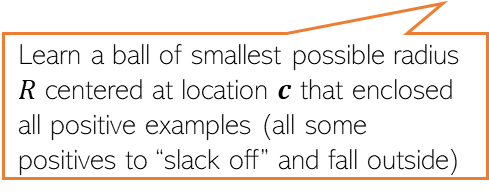 Learn a ball of smallest possible radius
R centered at location c that enclosed
all positive examples (all some
positives to “slack off” and fall outside)